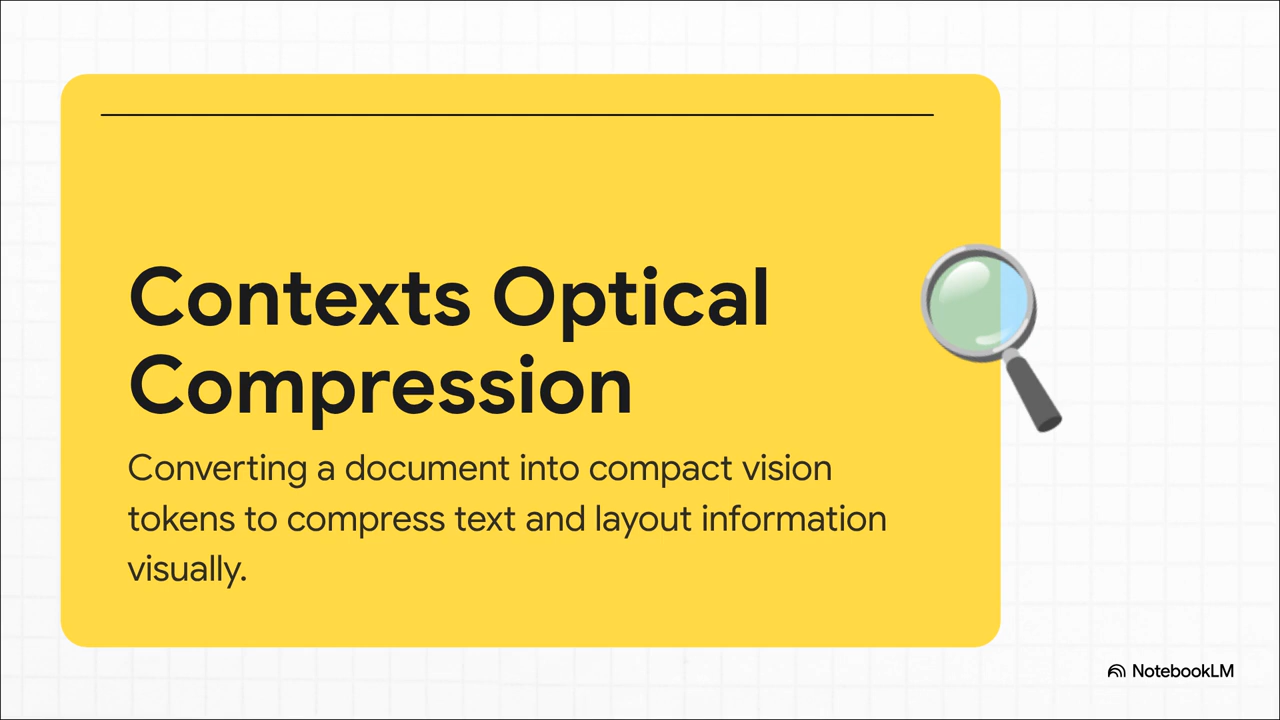 Contexts Optical
Compression
Converting a document into compact vision
tokens to compress text and layout information
visually.
NotebookLM